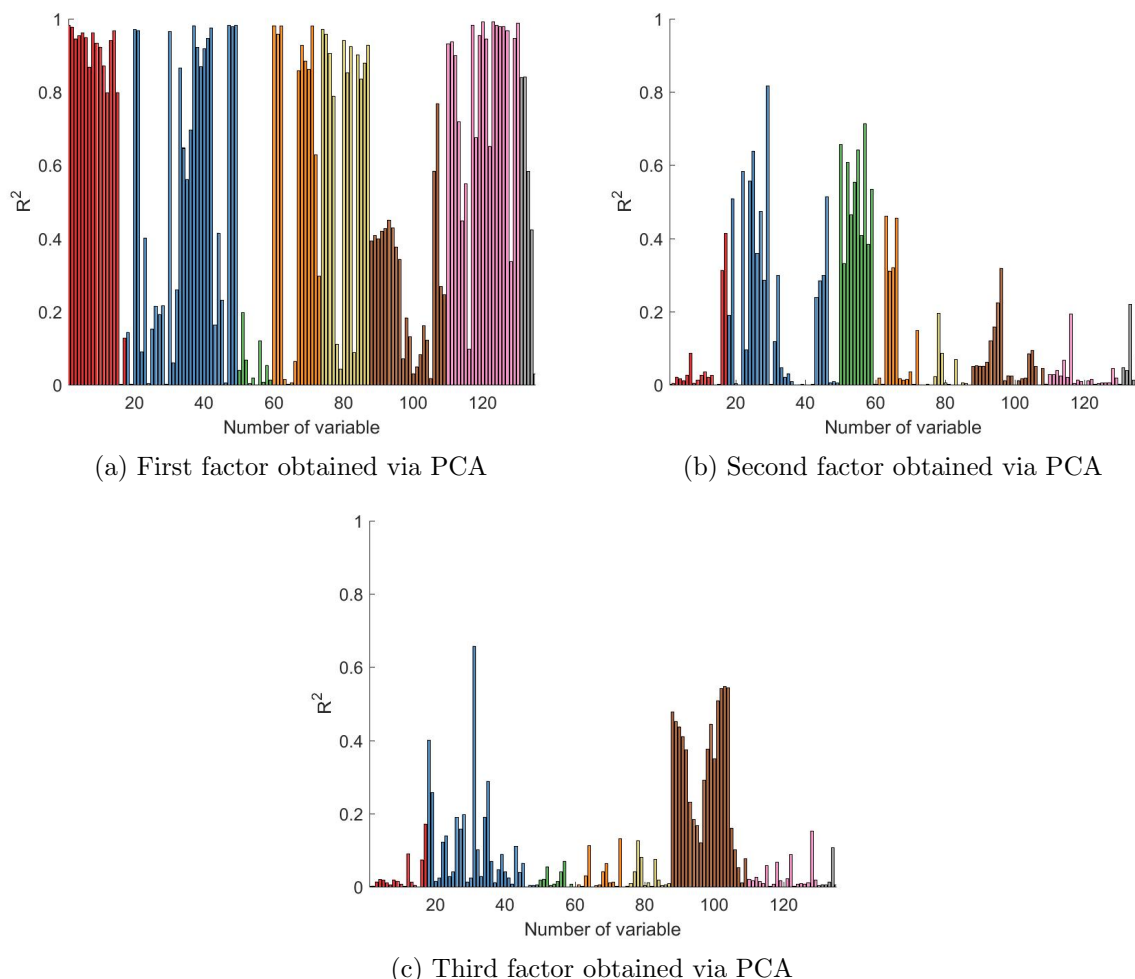 1
0.8
0.6
0.4
0.2
0
R²
20 40 60 80 100 120
Number of variable
(a) First factor obtained via PCA
1
0.8
0.6
0.4
0.2
0
R²
20 40 60 80 100 120
Number of variable
(b) Second factor obtained via PCA
1
0.8
0.6
0.4
0.2
0
R²
20 40 60 80 100 120
Number of variable
(c) Third factor obtained via PCA